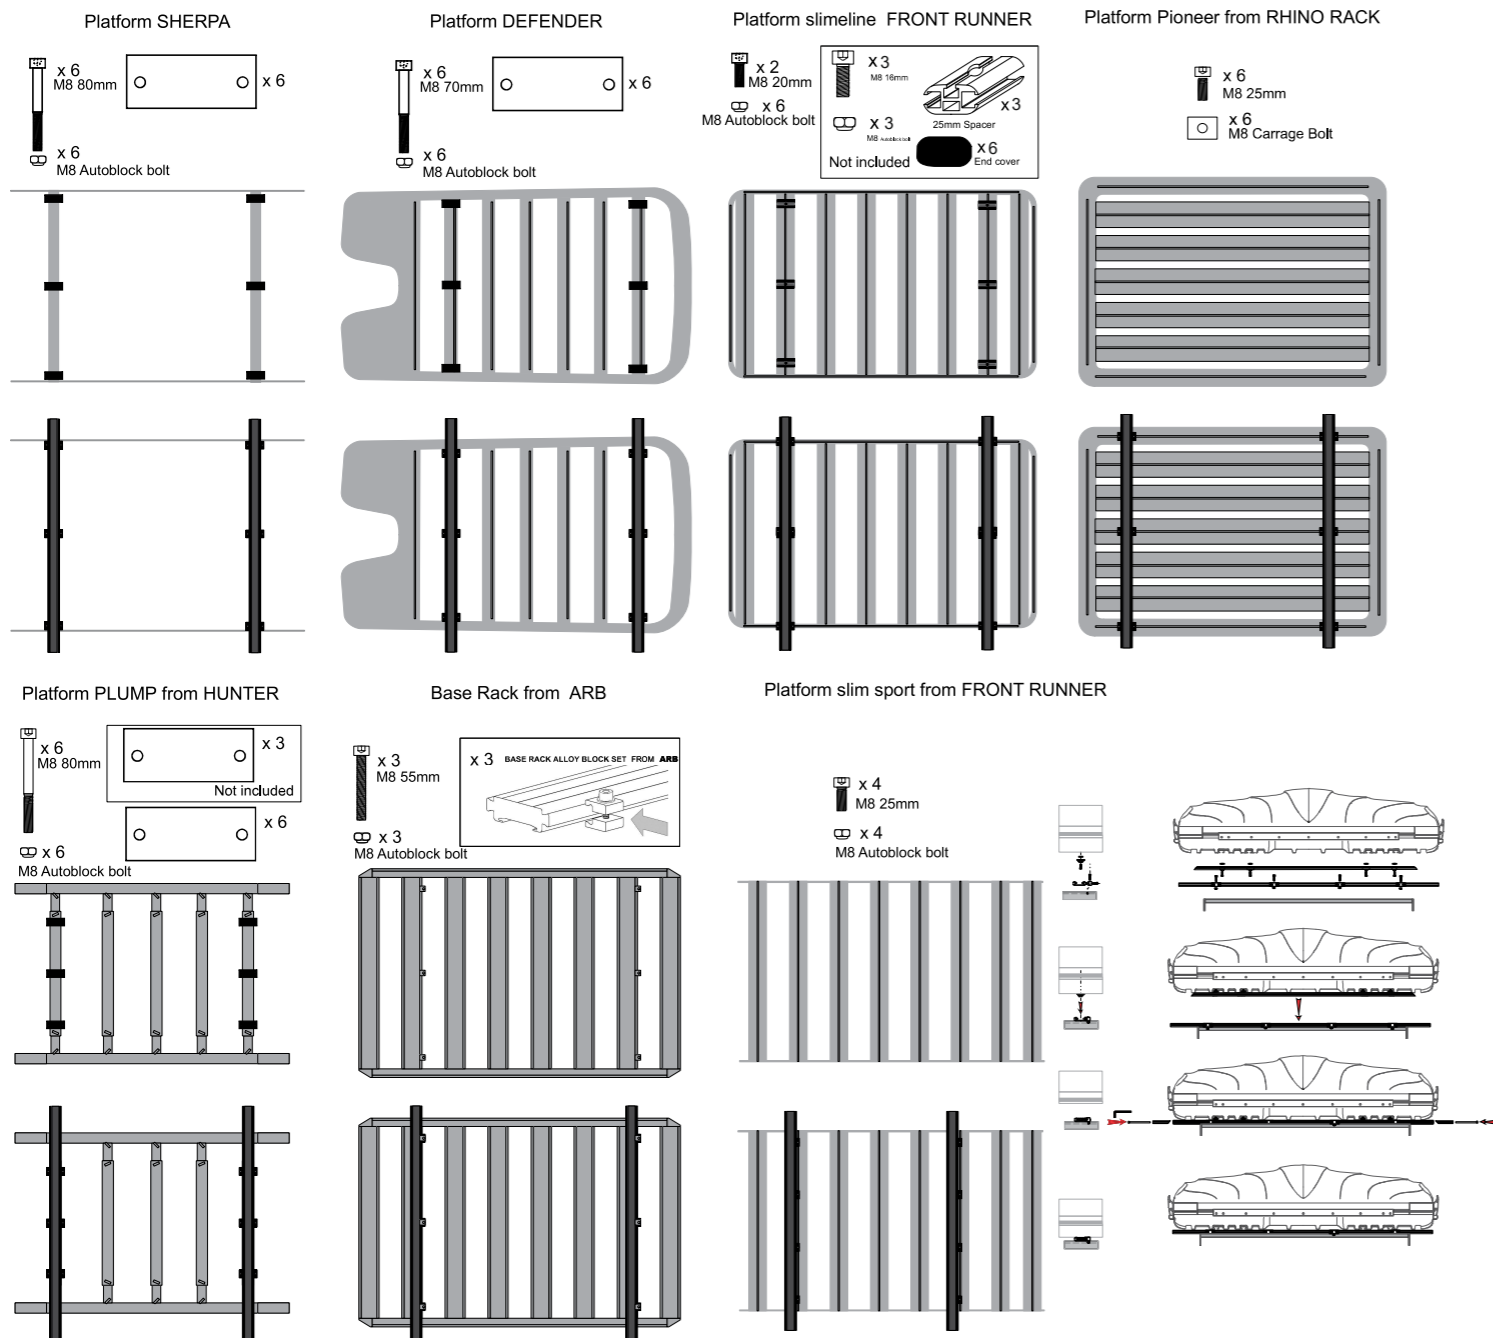 Platform SHERPA
x 6
M8 80mm
x 6
x 6
M8 Autoblock bolt
Platform DEFENDER
x 6
M8 70mm
x 6
x 6
M8 Autoblock bolt
Platform slimeline FRONT RUNNER
x 2
M8 20mm
x 6
M8 Autoblock bolt
x 3
M8 16mm
x 3
25mm Spacer
x 3
M8 Autoblock bolt
x 6
End cover
Not included
Platform Pioneer from RHINO RACK
x 6
M8 25mm
x 6
M8 Carrage Bolt
Platform PLUMP from HUNTER
x 6
M8 80mm
x 3
Not included
x 6
x 6
M8 Autoblock bolt
Base Rack from ARB
x 3
M8 55mm
x 3
M8 Autoblock bolt
x 3 BASE RACK ALLOY BLOCK SET FROM ARB
Platform slim sport from FRONT RUNNER
x 4
M8 25mm
x 4
M8 Autoblock bolt